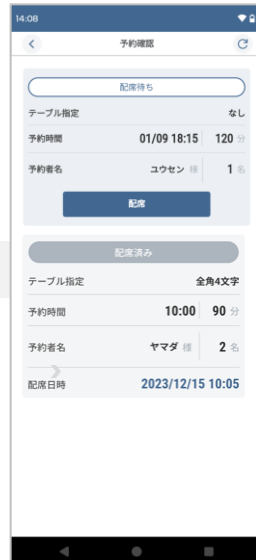 14:08
予約確認
配席待ち
テーブル指定 なし
予約時間 01/09 18:15 120 分
予約者名 ユウセン 様 1 名
配席
配席済み
テーブル指定 全角4文字
予約時間 10:00 90 分
予約者名 ヤマダ 様 2 名
配席日時 2023/12/15 10:05